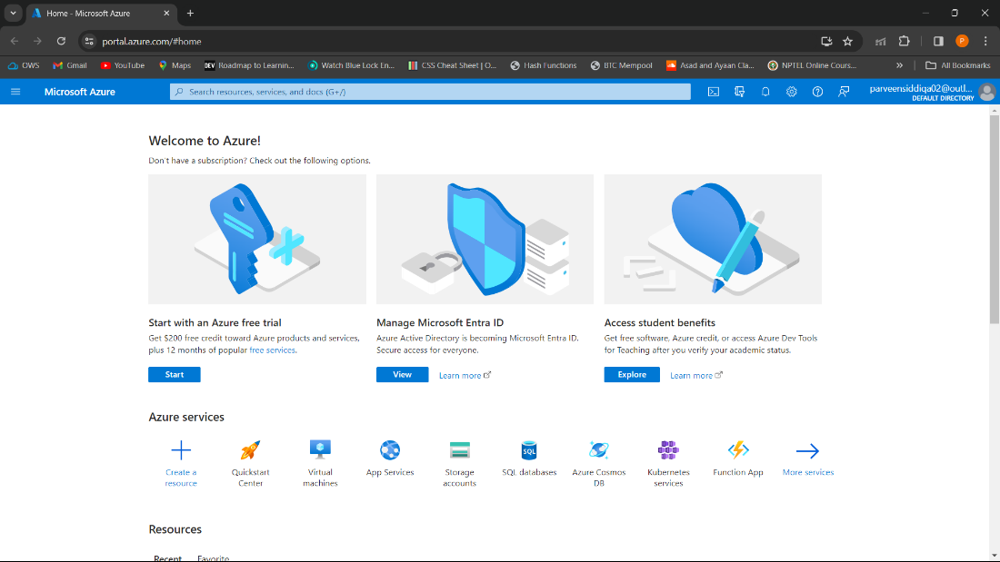 Home - Microsoft Azure
portal.azure.com/#home
P
OWS
Gmail
YouTube
Maps
DEV
Roadmap to Learnin...
Watch Blue Lock En...
CSS Cheat Sheet | O...
Hash Functions
BTC Mempool
Asad and Ayaan Cla...
NPTEL Online Cours...
All Bookmarks
Microsoft Azure
Search resources, services, and docs (G+/)
parveensiddiqa02@outl...
DEFAULT DIRECTORY
Welcome to Azure!
Don't have a subscription? Check out the following options.
Start with an Azure free trial
Get $200 free credit toward Azure products and services,
plus 12 months of popular free services.
Start
Manage Microsoft Entra ID
Azure Active Directory is becoming Microsoft Entra ID.
Secure access for everyone.
View
Learn more
Access student benefits
Get free software, Azure credit, or access Azure Dev Tools
for Teaching after you verify your academic status.
Explore
Learn more
Azure services
Create a
resource
Quickstart
Center
Virtual
machines
App Services
Storage
accounts
SQL
SQL databases
Azure Cosmos
DB
Kubernetes
services
Function App
More services
Resources
Recent
Favorite